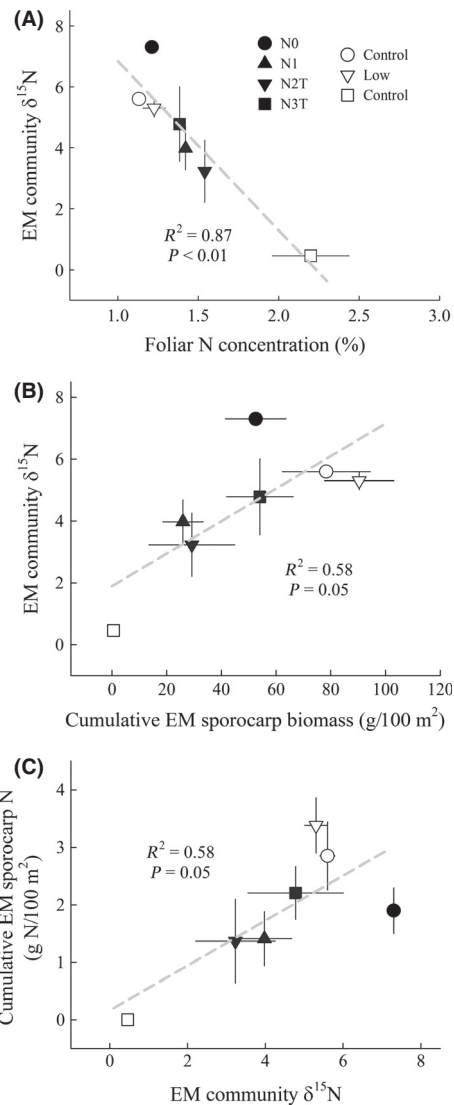 (A)
8
6
4
2
0
EM community δ¹⁵N
N0
N1
N2T
N3T
Control
Low
Control
R² = 0.87
P < 0.01
1.0 1.5 2.0 2.5 3.0
Foliar N concentration (%)
(B)
8
6
4
2
0
EM community δ¹⁵N
R² = 0.58
P = 0.05
0 20 40 60 80 100 120
Cumulative EM sporocarp biomass (g/100 m²)
(C)
4
3
2
1
0
Cumulative EM sporocarp N
(g N/100 m²)
R² = 0.58
P = 0.05
0 2 4 6 8
EM community δ¹⁵N